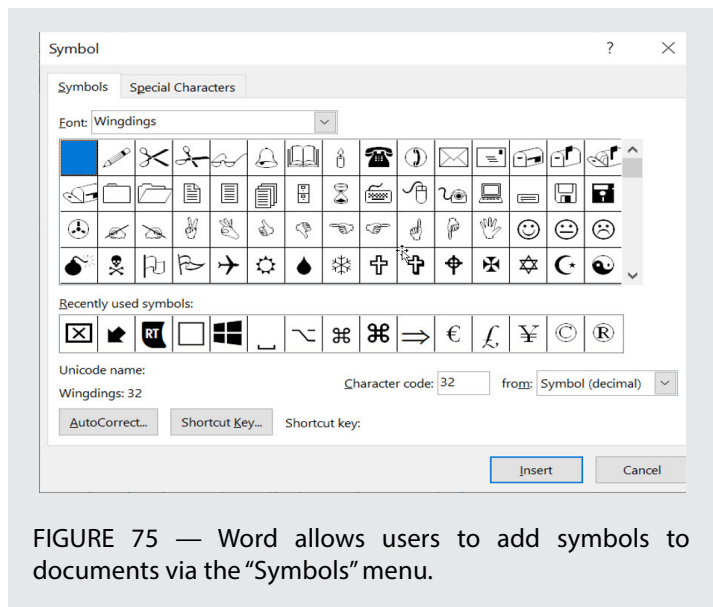 Symbol ?
Symbols Special Characters
Font: Wingdings
Recently used symbols:
RT € £ ¥ © ®
Unicode name:
Wingdings: 32
Character code: 32 from: Symbol (decimal)
AutoCorrect... Shortcut Key... Shortcut key:
Insert Cancel
FIGURE 75 — Word allows users to add symbols to
documents via the “Symbols” menu.